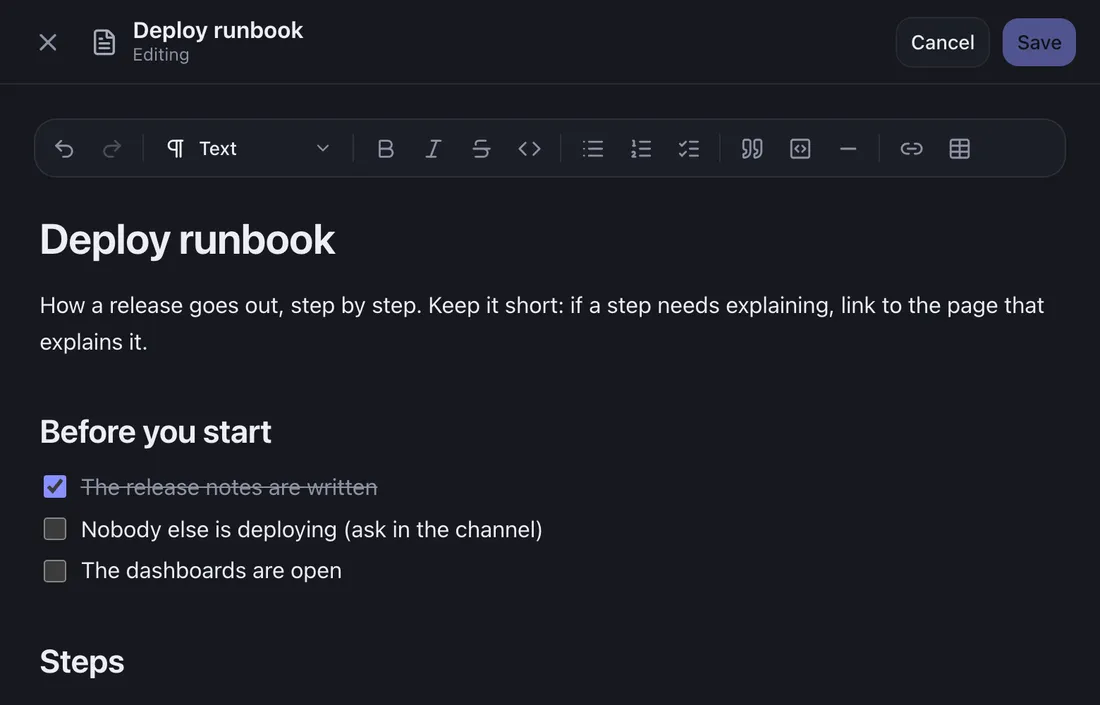 Deploy runbook
Editing
Cancel
Save
Text
Deploy runbook
How a release goes out, step by step. Keep it short: if a step needs explaining, link to the page that
explains it.
Before you start
The release notes are written
Nobody else is deploying (ask in the channel)
The dashboards are open
Steps